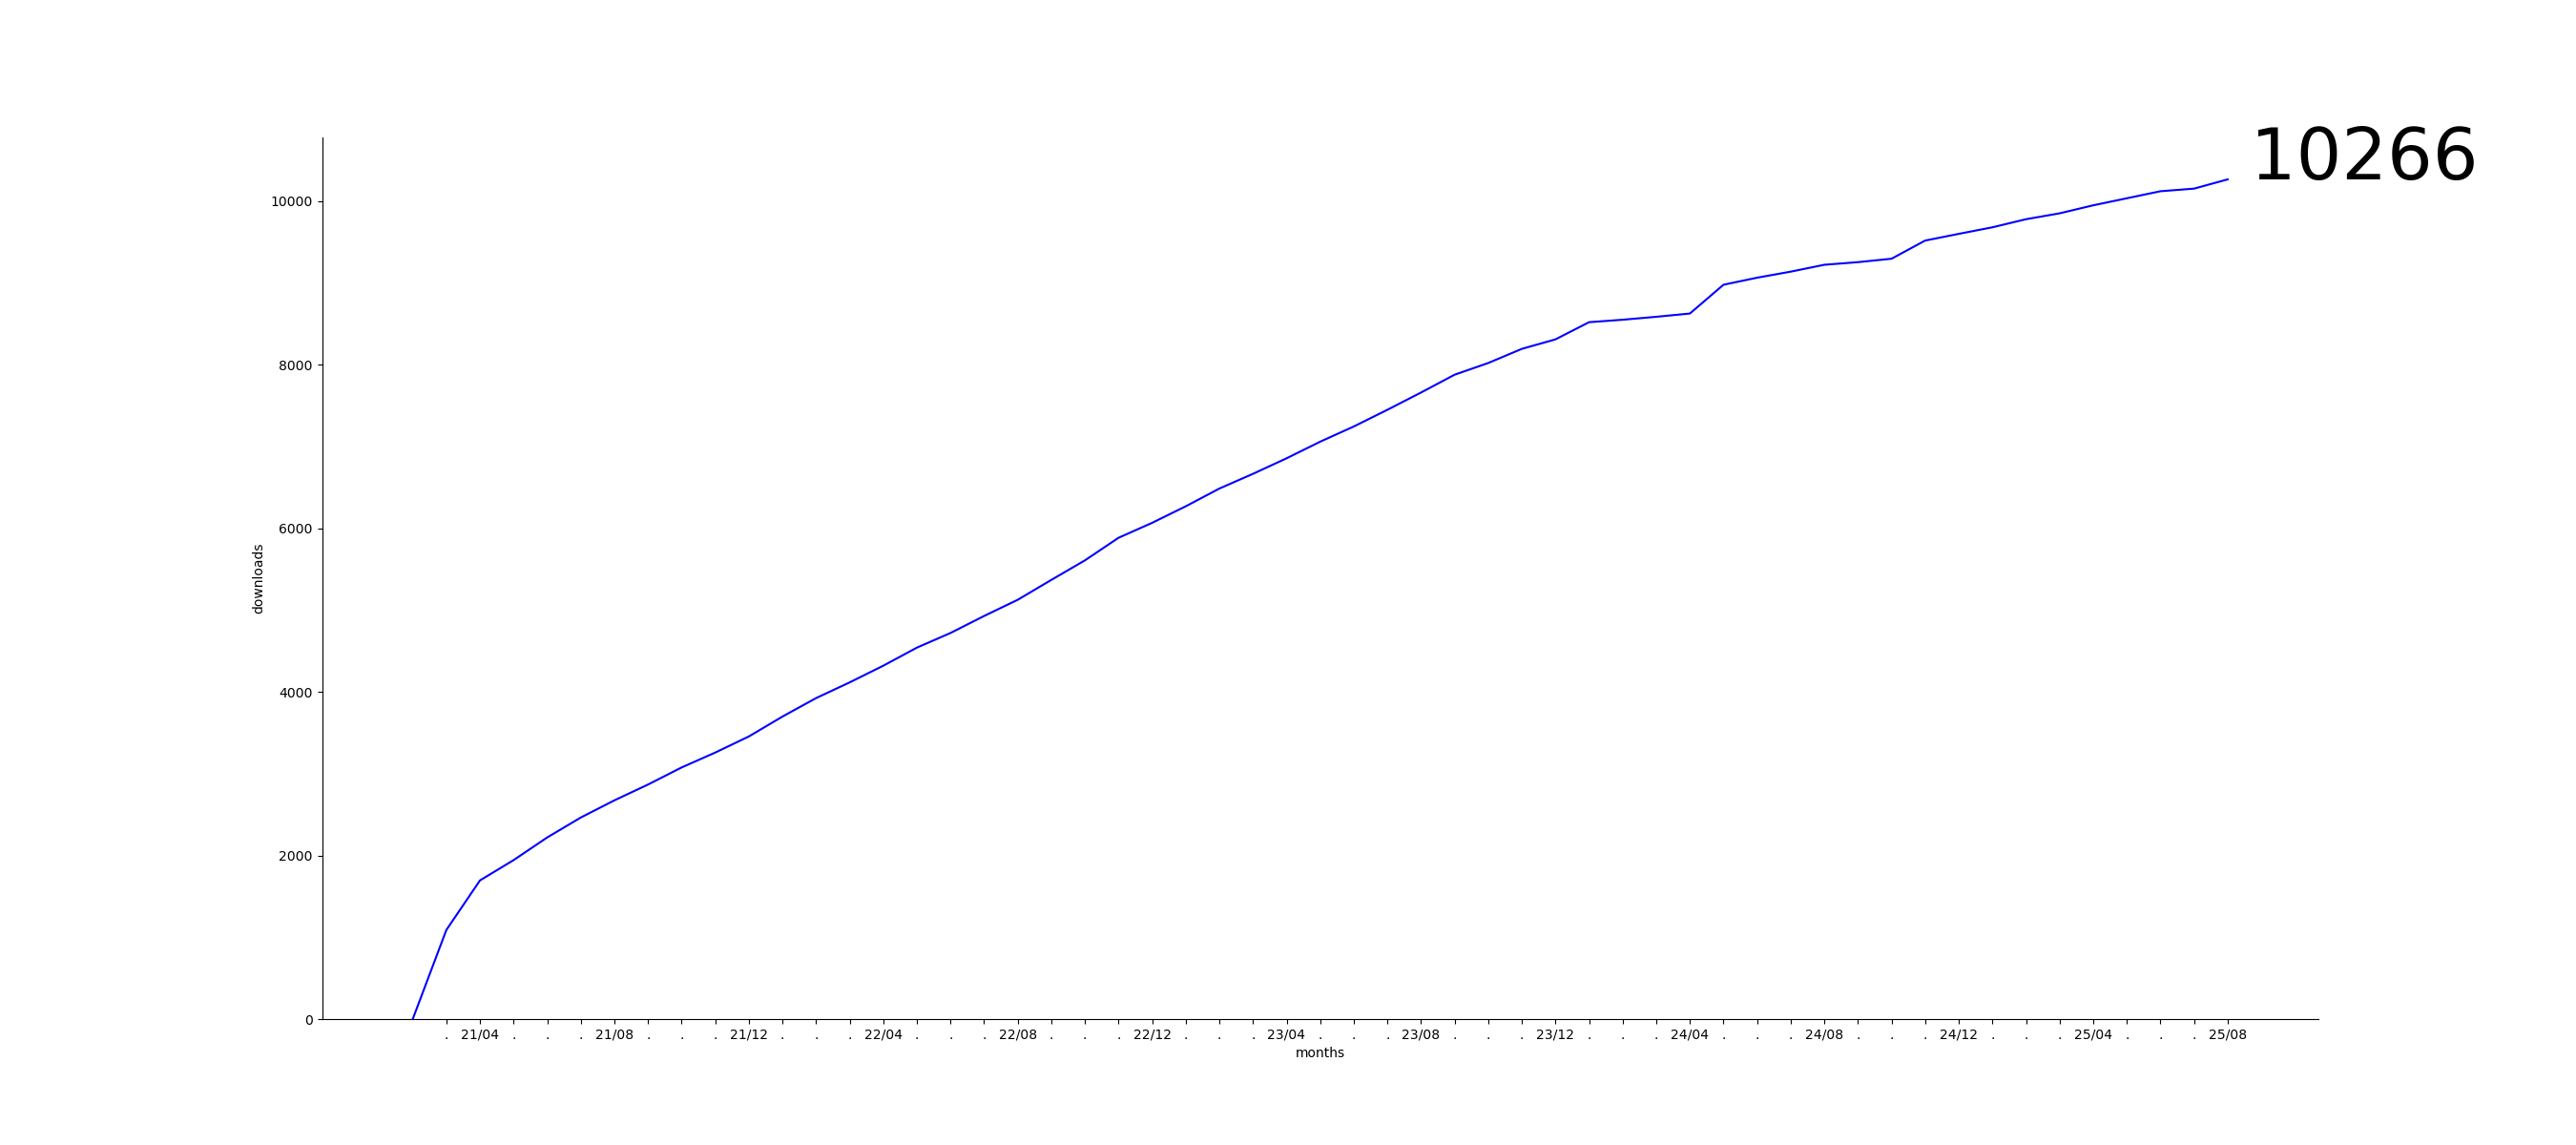 10266
10000
8000
6000
4000
2000
0
downloads
. 21/04 . . . 21/08 . . . 21/12 . . . 22/04 . . . 22/08 . . . 22/12 . . . 23/04 . . . 23/08 . . . 23/12 . . . 24/04 . . . 24/08 . . . 24/12 . . . 25/04 . . . 25/08
months